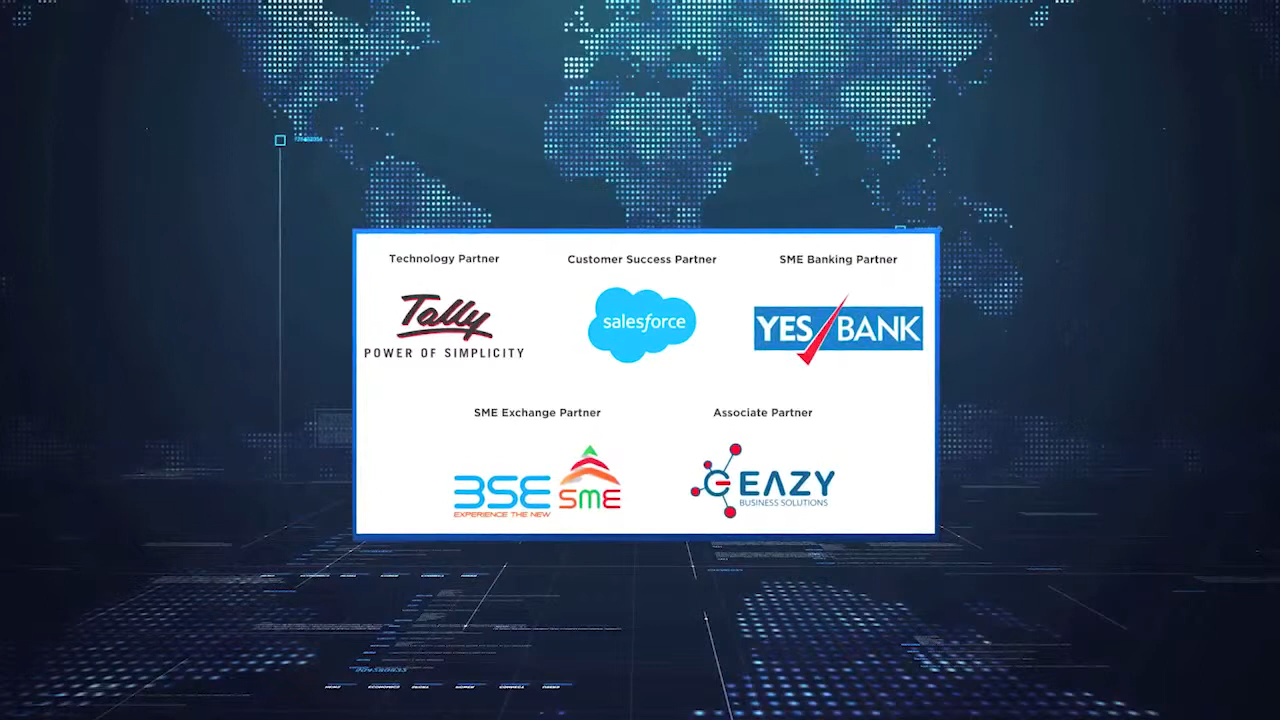 Technology Partner
Customer Success Partner
SME Banking Partner
Tally
POWER OF SIMPLICITY
salesforce
YES BANK
SME Exchange Partner
Associate Partner
BSE
EXPERIENCE THE NEW
SME
GEAZY
BUSINESS SOLUTIONS